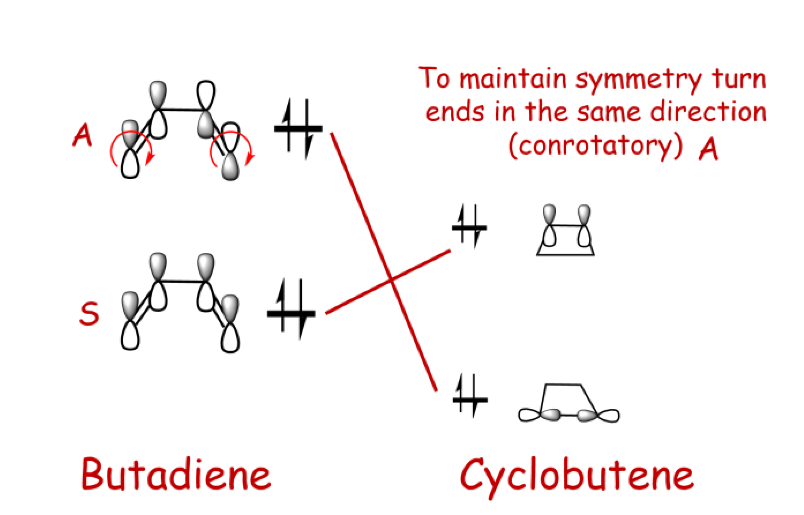 To maintain symmetry turn
ends in the same direction
(conrotatory) A
A
S
Butadiene
Cyclobutene